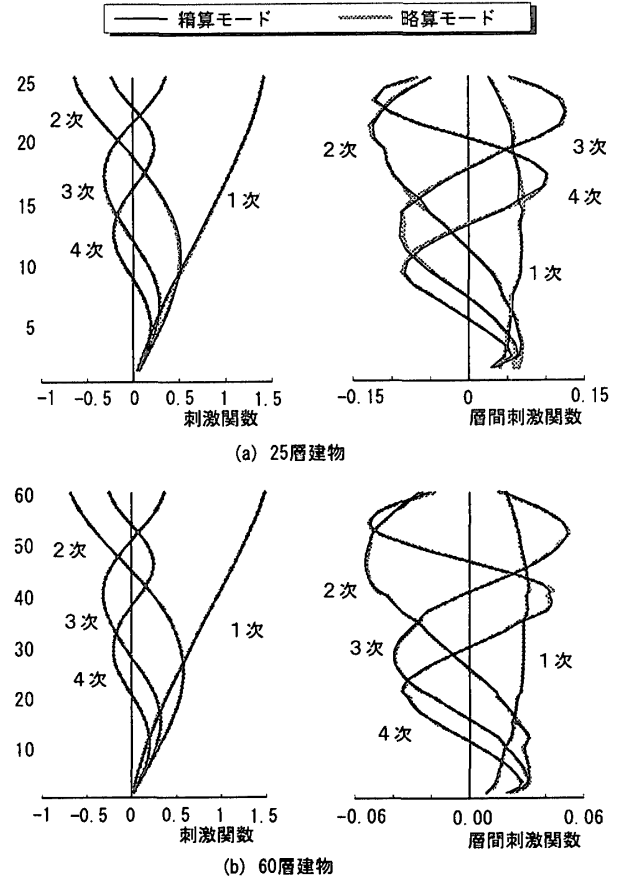 精算モード 略算モード
25
20
15
10
5
2次
3次
4次
1次
-1 -0.5 0 0.5 1 1.5
刺激関数
2次
3次
4次
1次
-0.15 0 0.15
層間刺激関数
(a) 25層建物
60
50
40
30
20
10
2次
3次
4次
1次
-1 -0.5 0 0.5 1 1.5
刺激関数
2次
3次
1次
4次
-0.06 0.00 0.06
層間刺激関数
(b) 60層建物